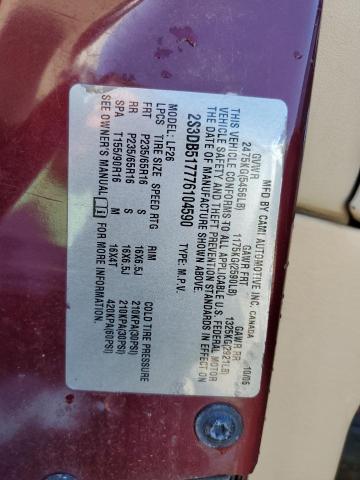 MFD BY CAMI AUTOMOTIVE INC. CANADA 10/06
GVWR GAWR FRT GAWR RR
2475KG(5456LB) 1175KG(2590LB) 1325KG(2921LB)
THIS VEHICLE CONFORMS TO ALL APPLICABLE U.S. FEDERAL MOTOR
VEHICLE SAFETY AND THEFT PREVENTION STANDARDS IN EFFECT ON
THE DATE OF MANUFACTURE SHOWN ABOVE.
2S3DB517776104590 TYPE: M.P.V.
LF26
LPCS TIRE SIZE SPEED RTG RIM COLD TIRE PRESSURE
FRT P235/65R16 S 16X6.5J 210KPA(30PSI)
RR P235/65R16 S 16X6.5J 210KPA(30PSI)
SPA T155/90R16 M 16X4T 420KPA(60PSI)
SEE OWNER'S MANUAL FOR MORE INFORMATION